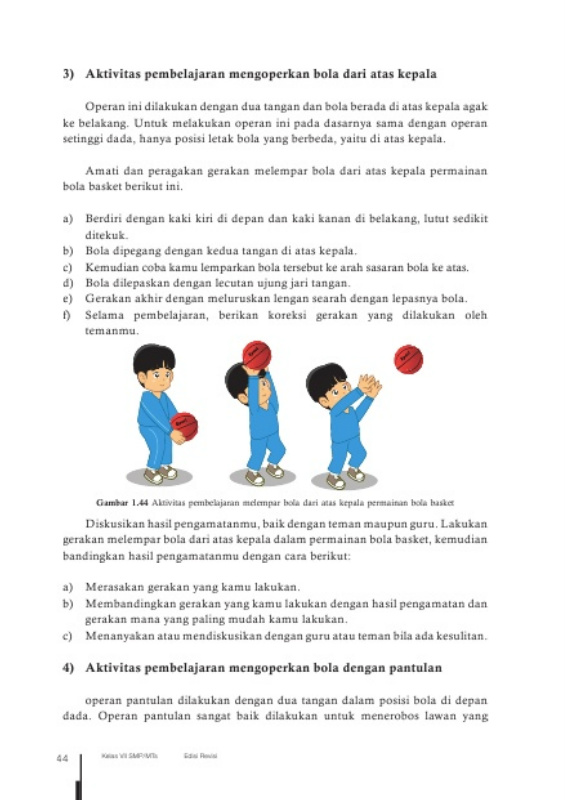 3) Aktivitas pembelajaran mengoperkan bola dari atas kepala
Operan ini dilakukan dengan dua tangan dan bola berada di atas kepala agak
ke belakang. Untuk melakukan operan ini pada dasarnya sama dengan operan
setinggi dada, hanya posisi letak bola yang berbeda, yaitu di atas kepala.
Amati dan peragakan gerakan melempar bola dari atas kepala permainan
bola basket berikut ini.
a) Berdiri dengan kaki kiri di depan dan kaki kanan di belakang, lutut sedikit
ditekuk.
b) Bola dipegang dengan kedua tangan di atas kepala.
c) Kemudian coba kamu lemparkan bola tersebut ke arah sasaran bola ke atas.
d) Bola dilepaskan dengan lecutan ujung jari tangan.
e) Gerakan akhir dengan meluruskan lengan searah dengan lepasnya bola.
f) Selama pembelajaran, berikan koreksi gerakan yang dilakukan oleh
temanmu.
Gambar 1.44 Aktivitas pembelajaran melempar bola dari atas kepala permainan bola basket
Diskusikan hasil pengamatanmu, baik dengan teman maupun guru. Lakukan
gerakan melempar bola dari atas kepala dalam permainan bola basket, kemudian
bandingkan hasil pengamatanmu dengan cara berikut:
a) Merasakan gerakan yang kamu lakukan.
b) Membandingkan gerakan yang kamu lakukan dengan hasil pengamatan dan
gerakan mana yang paling mudah kamu lakukan.
c) Menanyakan atau mendiskusikan dengan guru atau teman bila ada kesulitan.
4) Aktivitas pembelajaran mengoperkan bola dengan pantulan
operan pantulan dilakukan dengan dua tangan dalam posisi bola di depan
dada. Operan pantulan sangat baik dilakukan untuk menerobos lawan yang
44 Kelas VII SMP/MTs Edisi Revisi